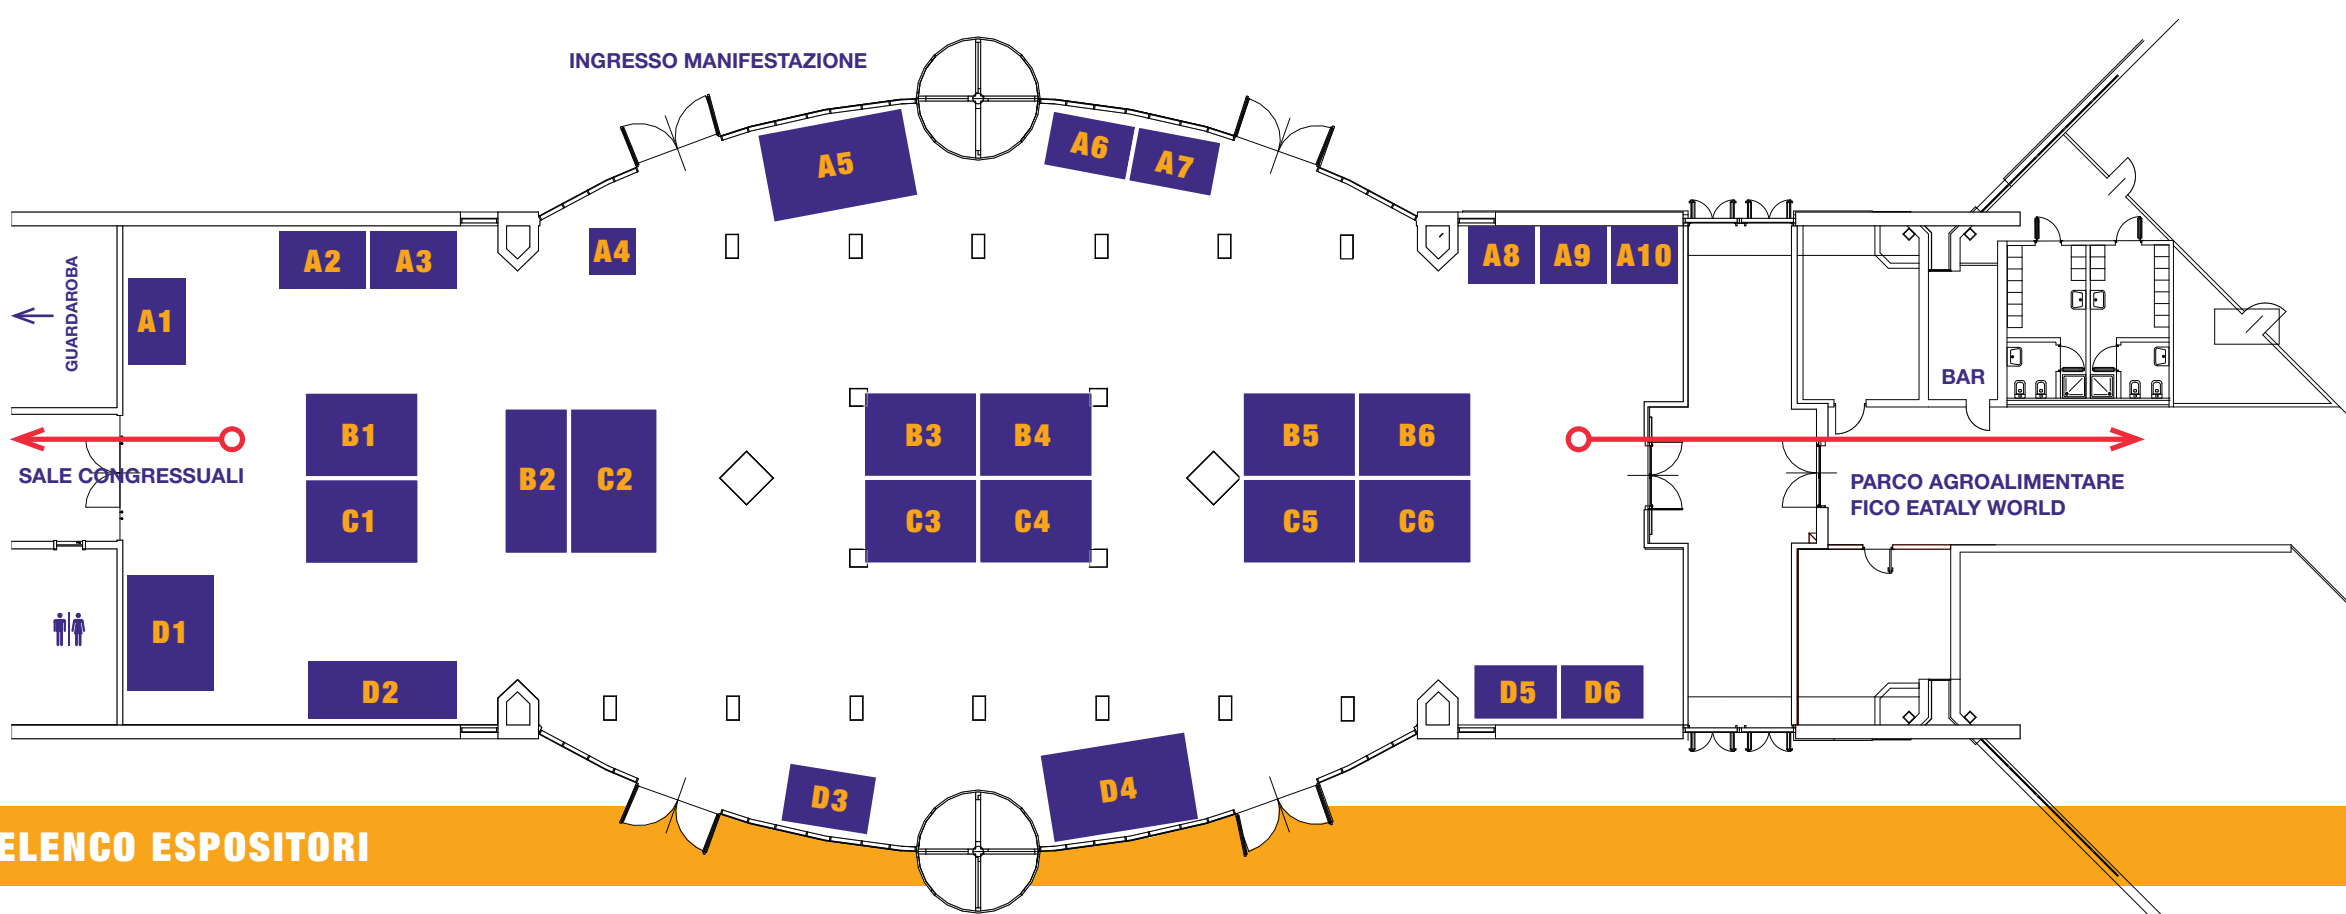 INGRESSO MANIFESTAZIONE
A5
A6
A7
A2
A3
A4
A8
A9
A10
GUARDAROBA
A1
BAR
B1
B2
C2
B3
B4
B5
B6
SALE CONGRESSUALI
PARCO AGROALIMENTARE
FICO EATALY WORLD
C1
C3
C4
C5
C6
D1
D2
D5
D6
D3
D4
ELENCO ESPOSITORI